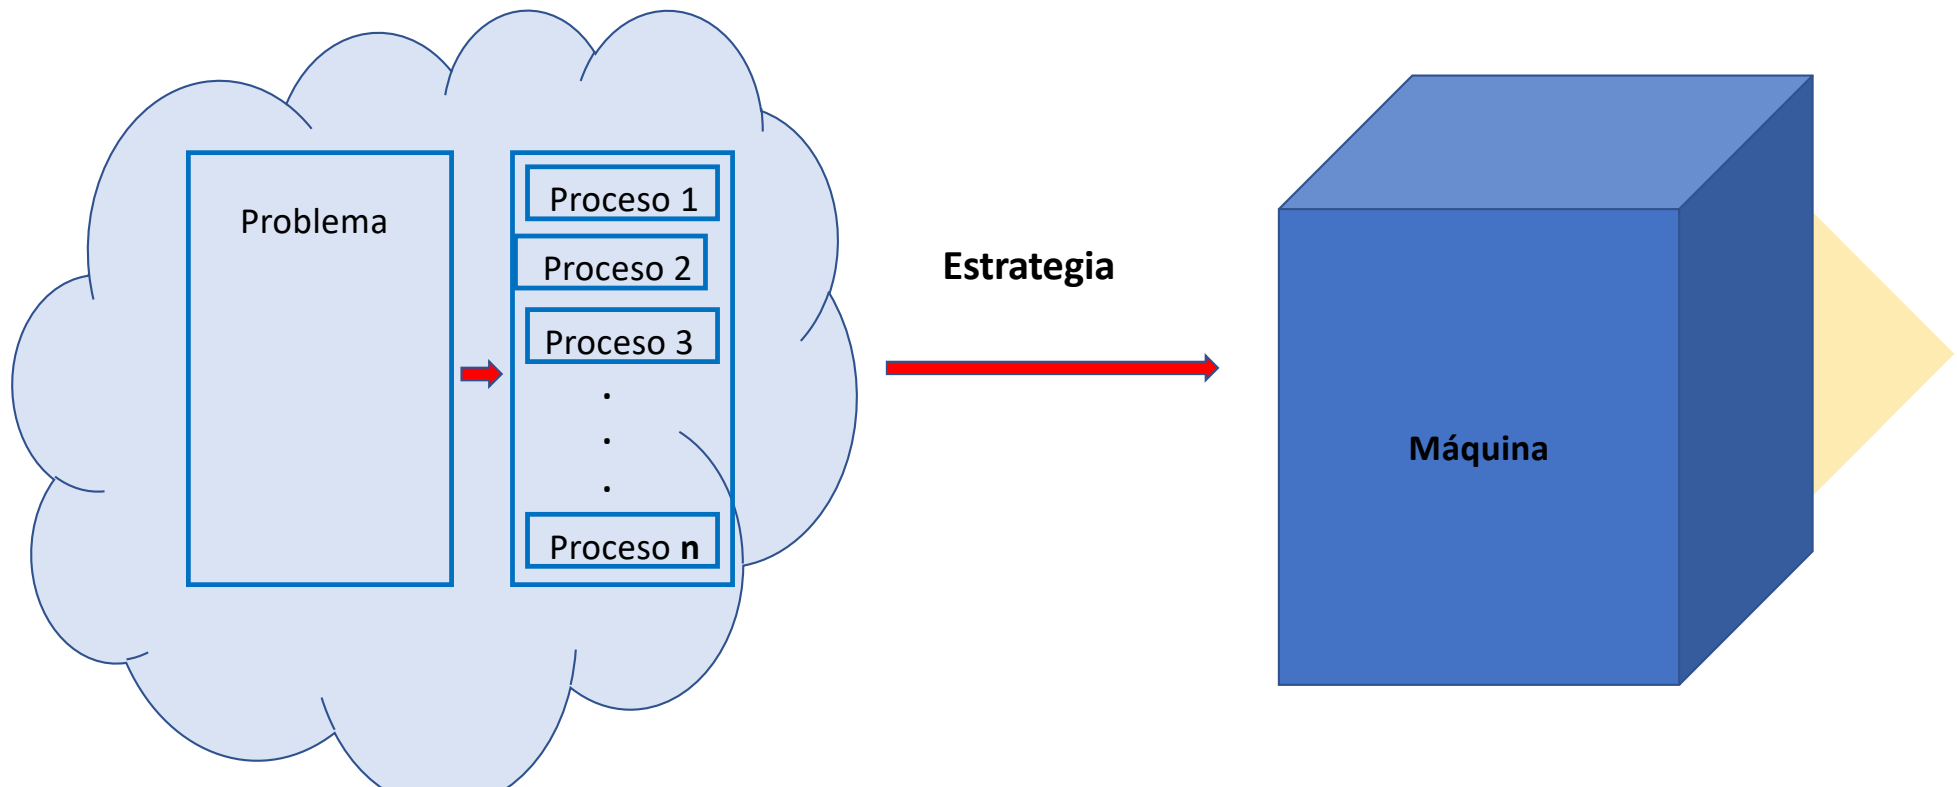 Problema
Proceso 1
Proceso 2
Proceso 3
.
.
.
Proceso n
Estrategia
Máquina